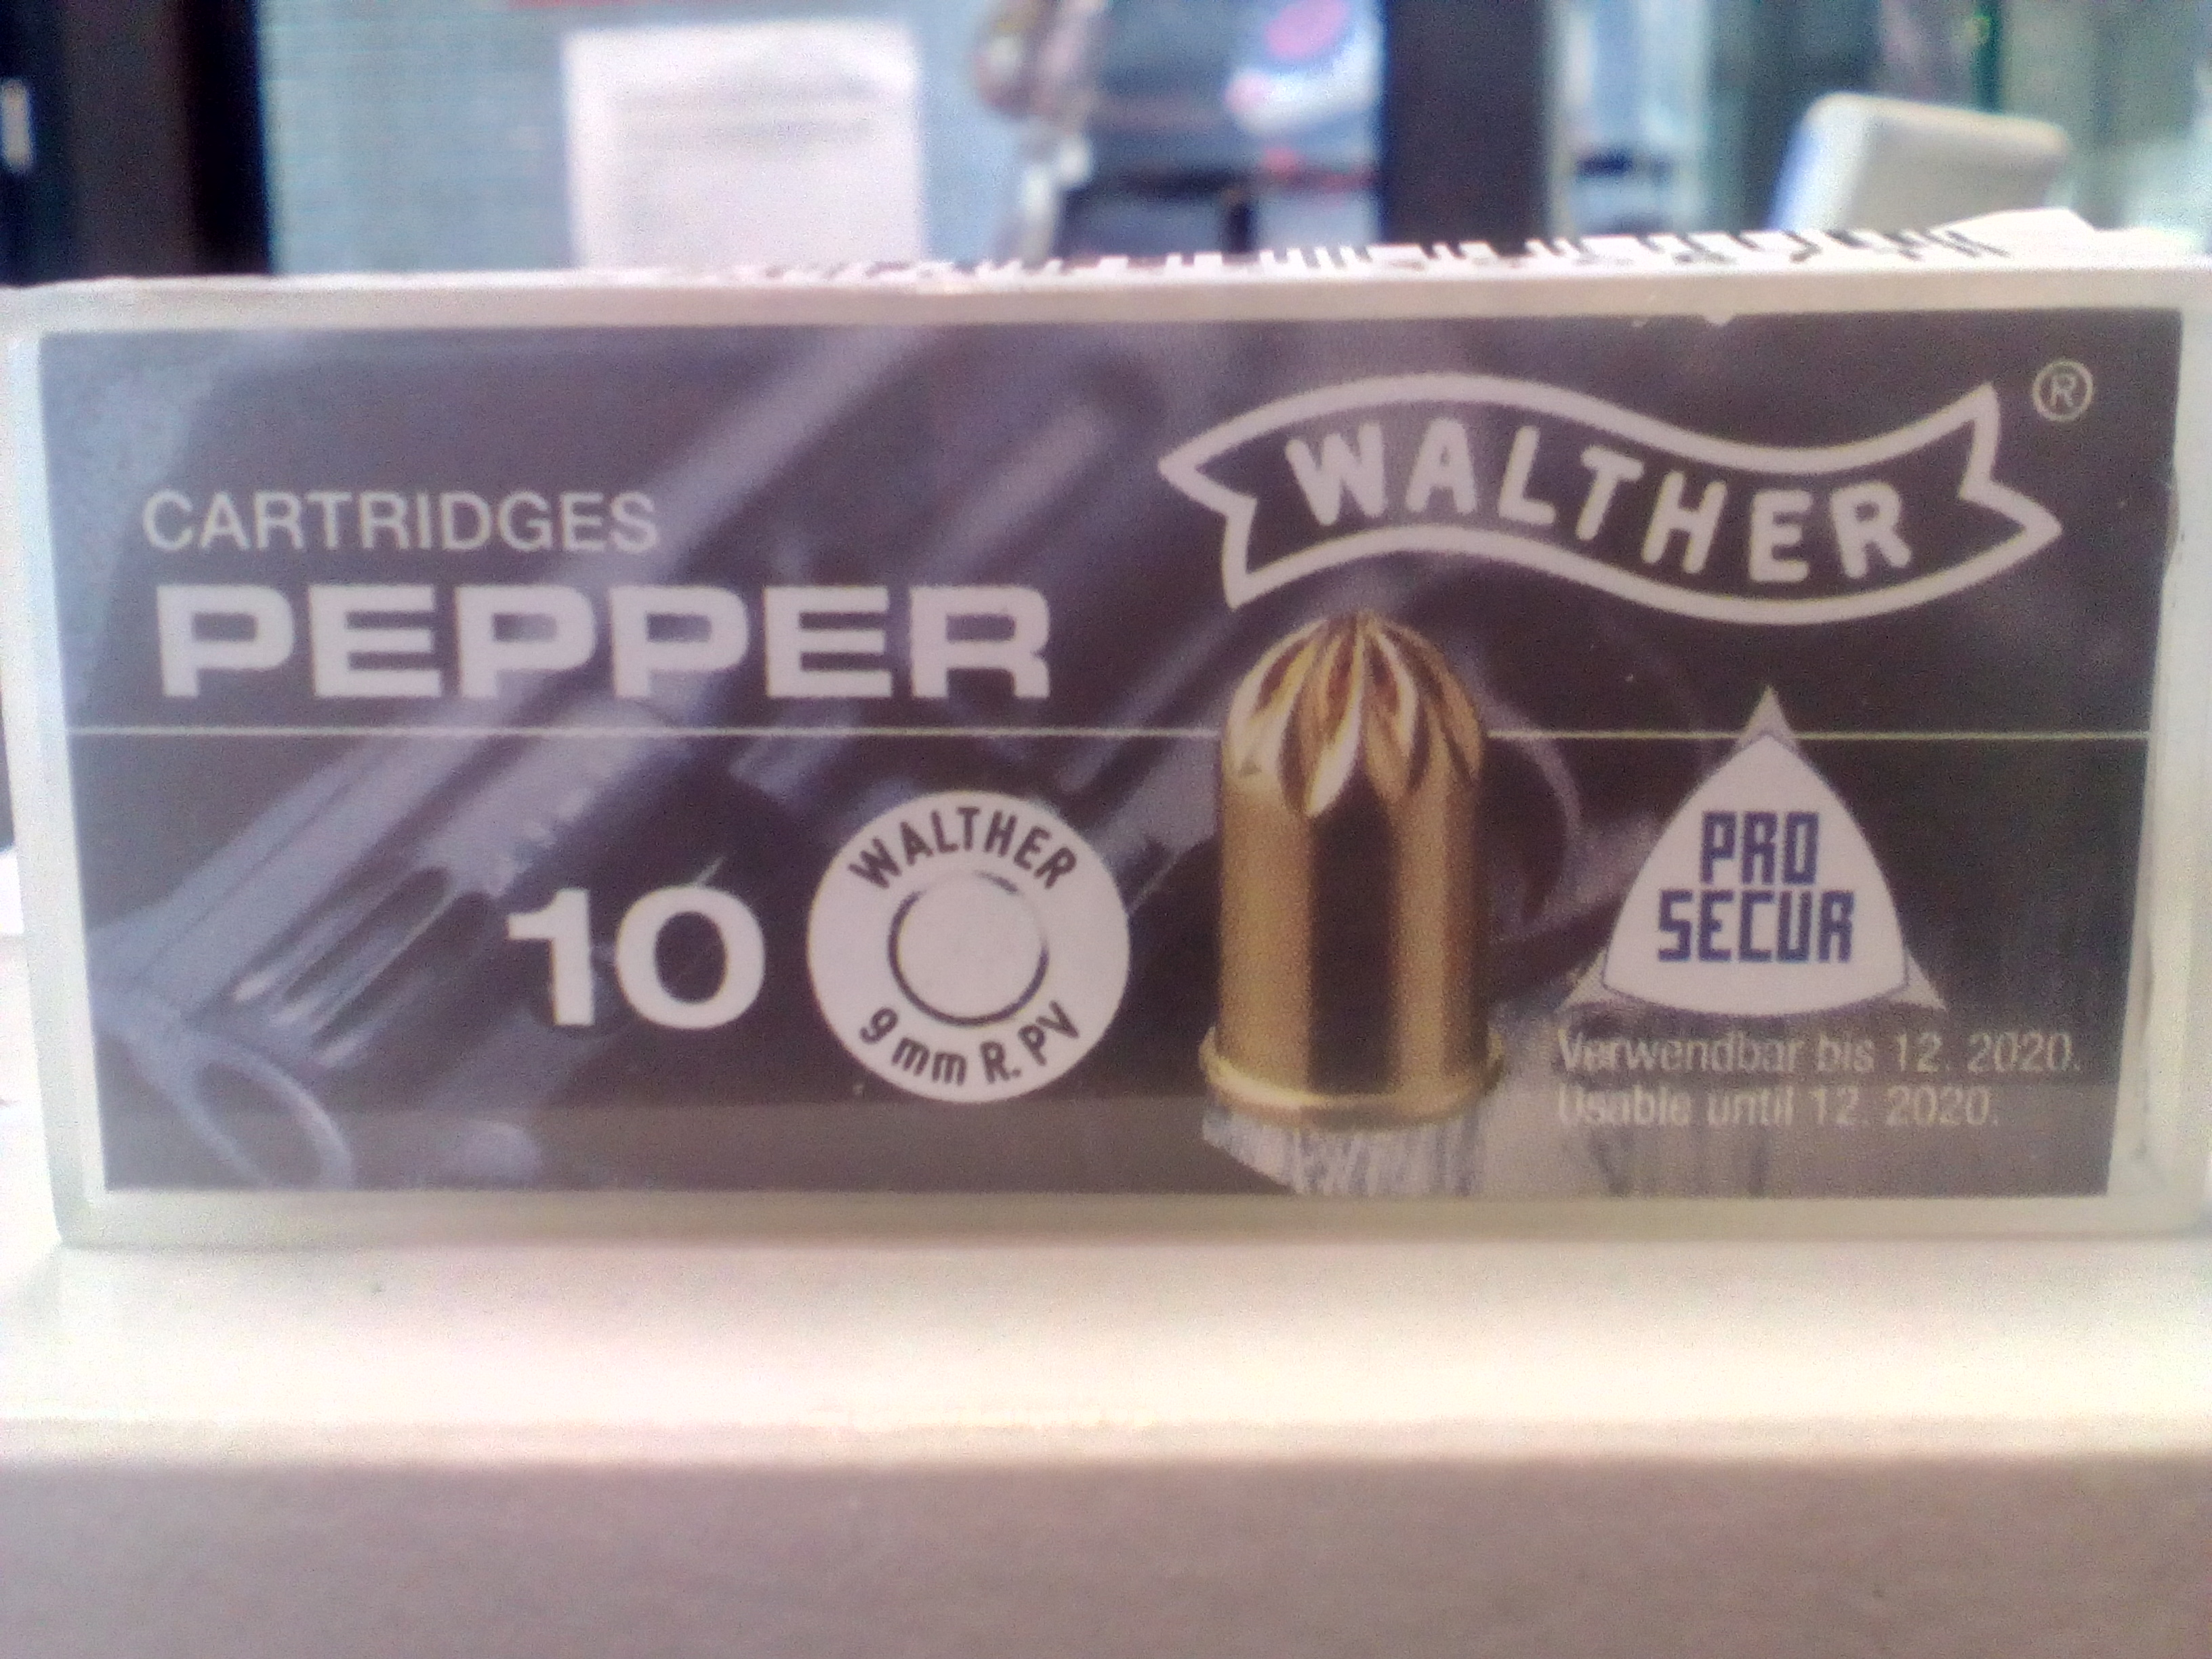 WALTHER ®
CARTRIDGES
PEPPER
10
WALTHER
9 mm R. PV
PRO
SECUR
Verwendbar bis 12. 2020.
Usable until 12. 2020.